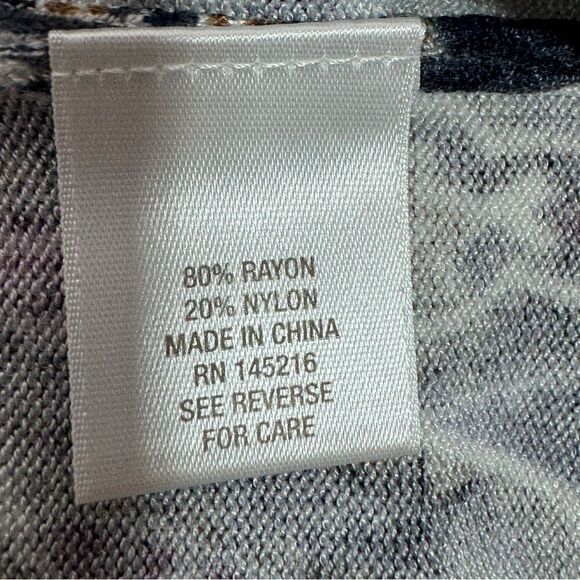 80% RAYON
20% NYLON
MADE IN CHINA
RN 145216
SEE REVERSE
FOR CARE